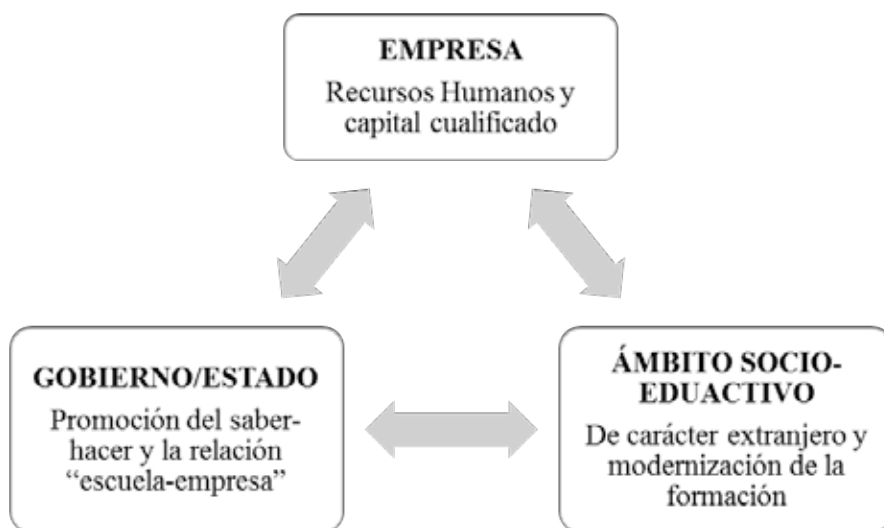 EMPRESA
Recursos Humanos y
capital cualificado
GOBIERNO/ESTADO
Promoción del saber-
hacer y la relación
“escuela-empresa”
ÁMBITO SOCIO-
EDUACTIVO
De carácter extranjero y
modernización de la
formación